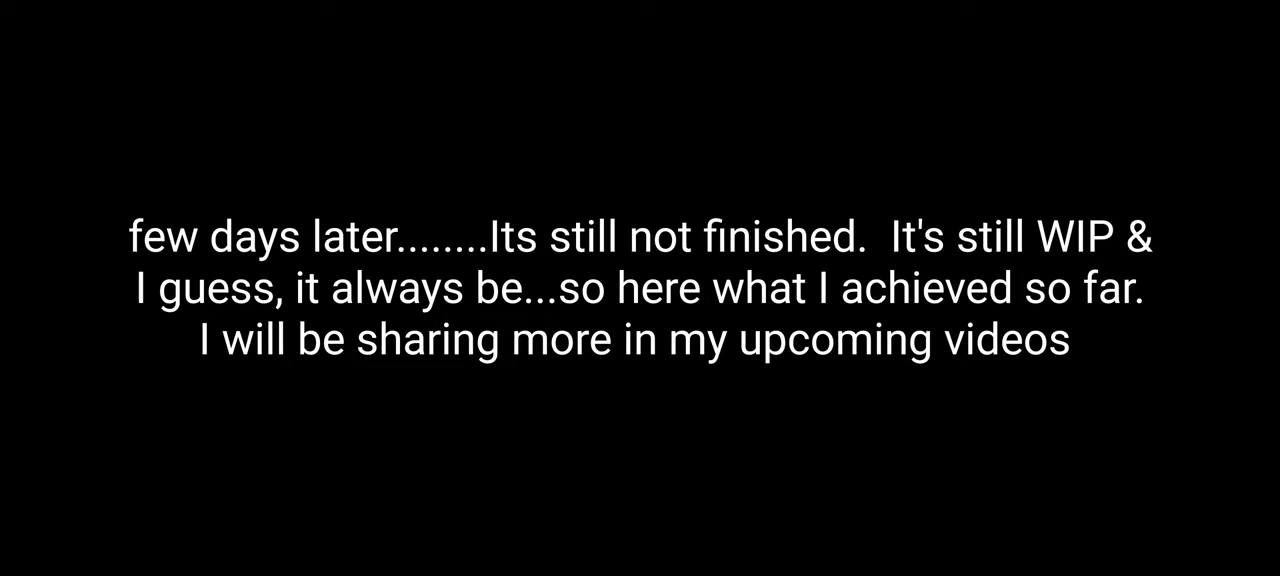 few days later........Its still not finished.  It's still WIP &
I guess, it always be...so here what I achieved so far.
I will be sharing more in my upcoming videos